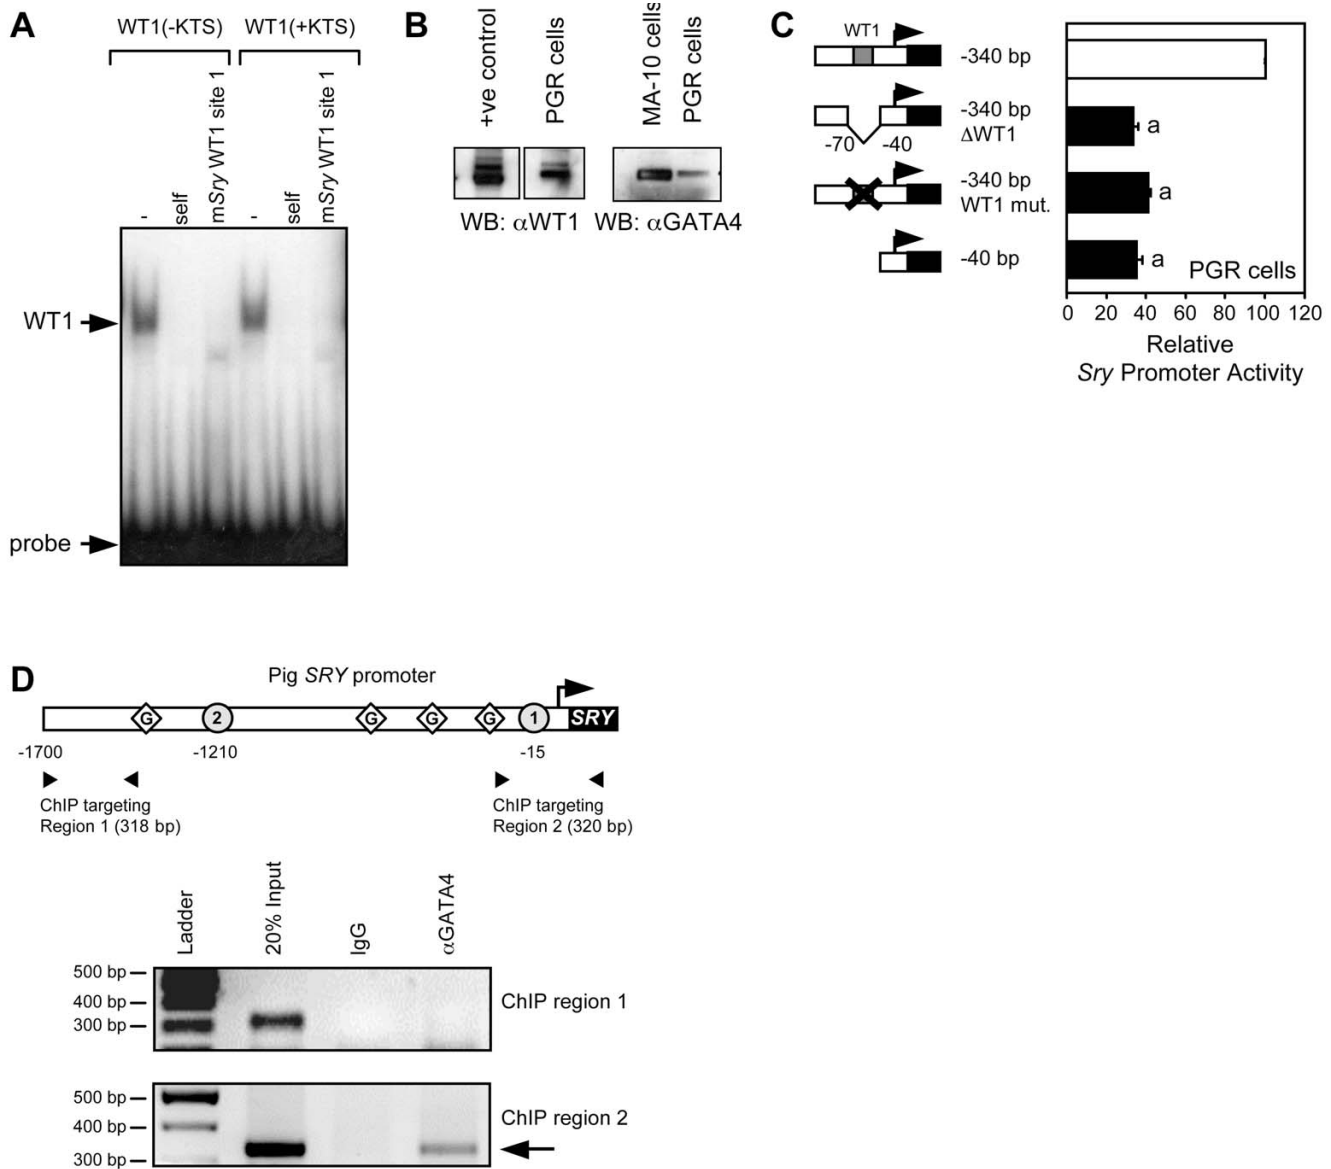 A
WT1(-KTS)
WT1(+KTS)
-
self
mSry WT1 site 1
-
self
mSry WT1 site 1
WT1
probe
B
+ve control
PGR cells
MA-10 cells
PGR cells
WB: αWT1
WB: αGATA4
C
WT1
-340 bp
-340 bp
ΔWT1
-70
-40
-340 bp
WT1 mut.
-40 bp
a
a
a
PGR cells
0 20 40 60 80 100 120
Relative
Sry Promoter Activity
D
Pig SRY promoter
G 2 G G G 1 SRY
-1700 -1210 -15
ChIP targeting
Region 1 (318 bp)
ChIP targeting
Region 2 (320 bp)
Ladder
20% Input
IgG
αGATA4
500 bp
400 bp
300 bp
ChIP region 1
500 bp
400 bp
300 bp
ChIP region 2